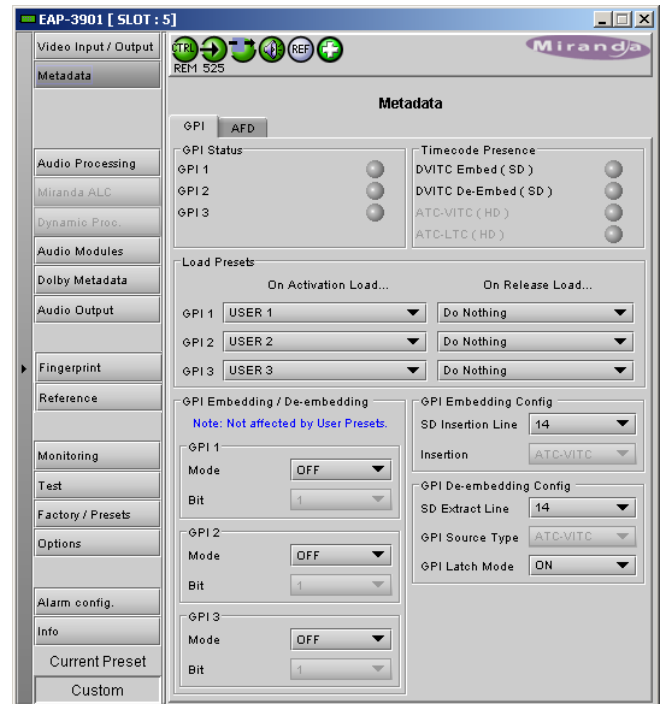 EAP-3901 [ SLOT : 5]
Video Input / Output
Metadata
Audio Processing
Miranda ALC
Dynamic Proc.
Audio Modules
Dolby Metadata
Audio Output
Fingerprint
Reference
Monitoring
Test
Factory / Presets
Options
Alarm config.
Info
Current Preset
Custom
CTRL
REF
REM 525
Miranda
Metadata
GPI
AFD
GPI Status
GPI 1
GPI 2
GPI 3
Timecode Presence
DVITC Embed ( SD )
DVITC De-Embed ( SD )
ATC-VITC ( HD )
ATC-LTC ( HD )
Load Presets
On Activation Load... On Release Load...
GPI 1 USER 1 Do Nothing
GPI 2 USER 2 Do Nothing
GPI 3 USER 3 Do Nothing
GPI Embedding / De-embedding
Note: Not affected by User Presets.
GPI 1
Mode OFF
Bit 1
GPI 2
Mode OFF
Bit 1
GPI 3
Mode OFF
Bit 1
GPI Embedding Config
SD Insertion Line 14
Insertion ATC-VITC
GPI De-embedding Config
SD Extract Line 14
GPI Source Type ATC-VITC
GPI Latch Mode ON